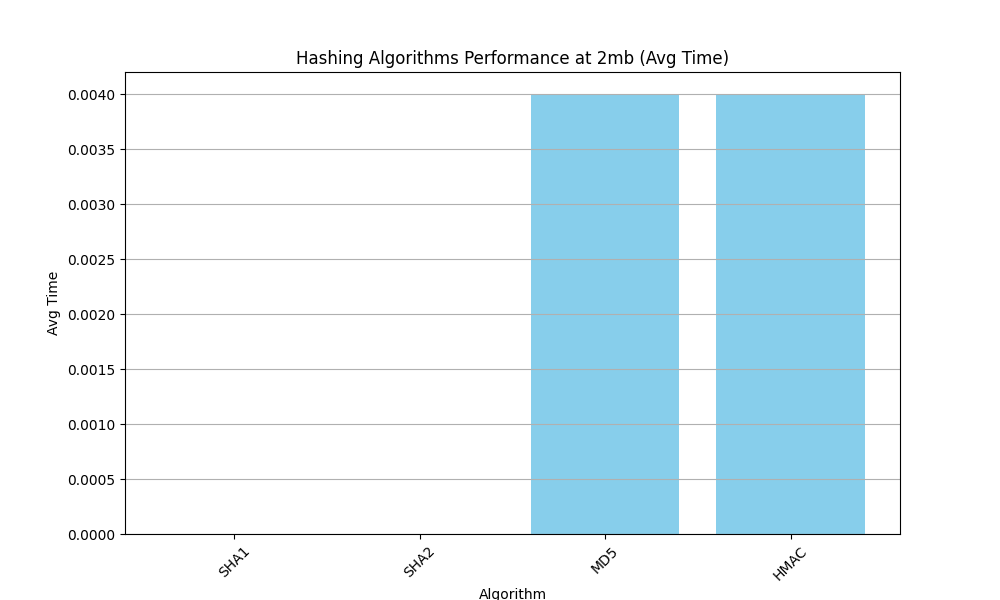 Hashing Algorithms Performance at 2mb (Avg Time)
Avg Time
0.0040
0.0035
0.0030
0.0025
0.0020
0.0015
0.0010
0.0005
0.0000
SHA1
SHA2
MD5
HMAC
Algorithm